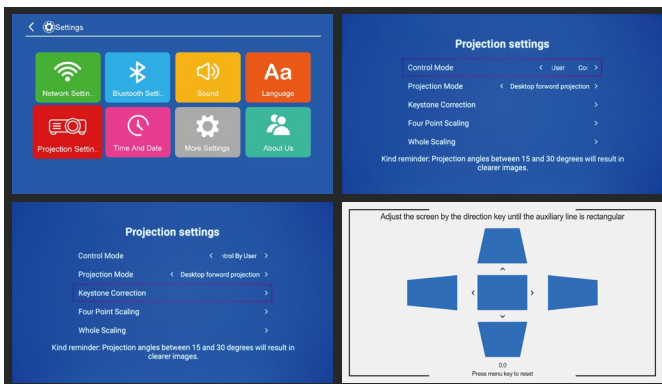 Settings
Network Settin..
Bluetooth Setti..
Sound
Aa
Language
Projection Settin..
Time And Date
More Settings
About Us
Projection settings
Control Mode < User Co >
Projection Mode < Desktop forword projection >
Keystone Correction >
Four Point Scaling >
Whole Scaling >
Kind reminder: Projection angles between 15 and 30 degrees will result in
clearer images.
Projection settings
Control Mode < trol By User >
Projection Mode < Desktop forword projection >
Keystone Correction >
Four Point Scaling >
Whole Scaling >
Kind reminder: Projection angles between 15 and 30 degrees will result in
clearer images.
Adjust the screen by the direction key until the auxiliary line is rectangular
0.0
Press menu key to reset